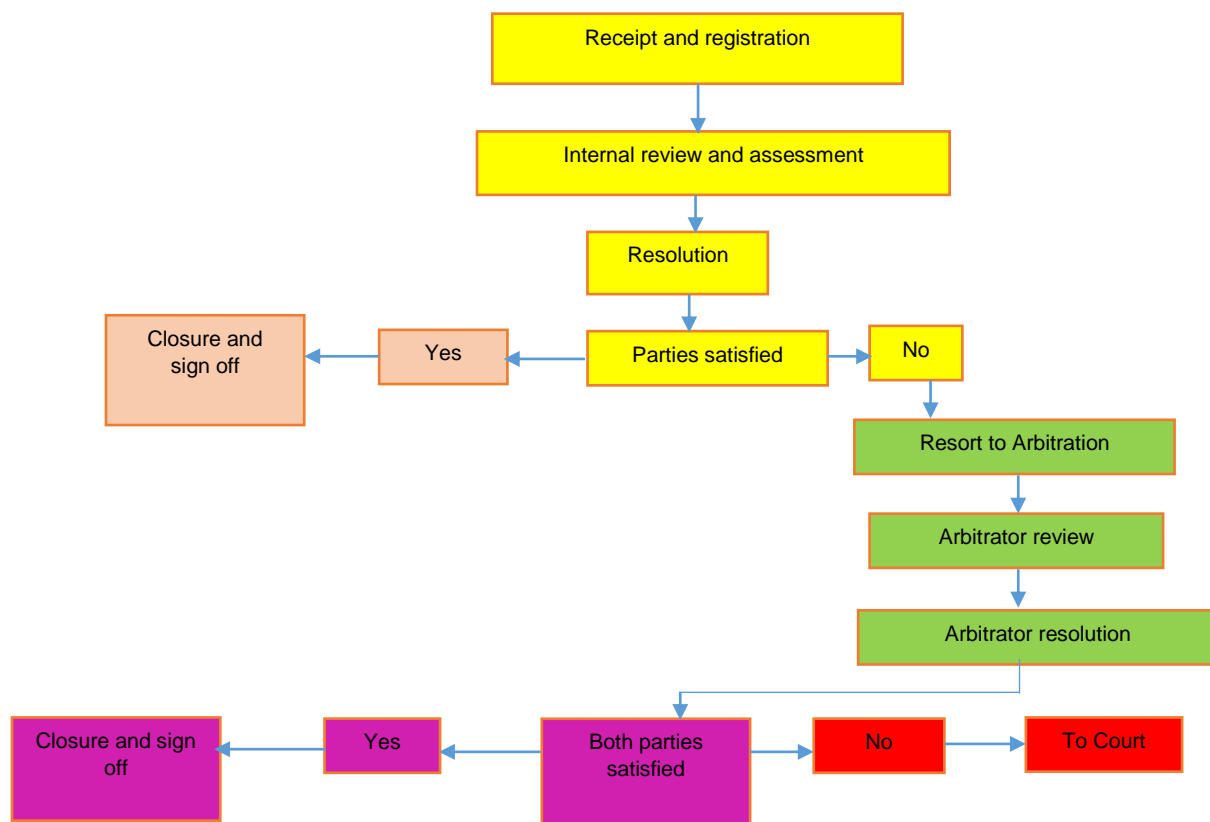 Receipt and registration
Internal review and assessment
Resolution
Closure and
sign off
Yes
Parties satisfied
No
Resort to Arbitration
Arbitrator review
Arbitrator resolution
Closure and sign
off
Yes
Both parties
satisfied
No
To Court